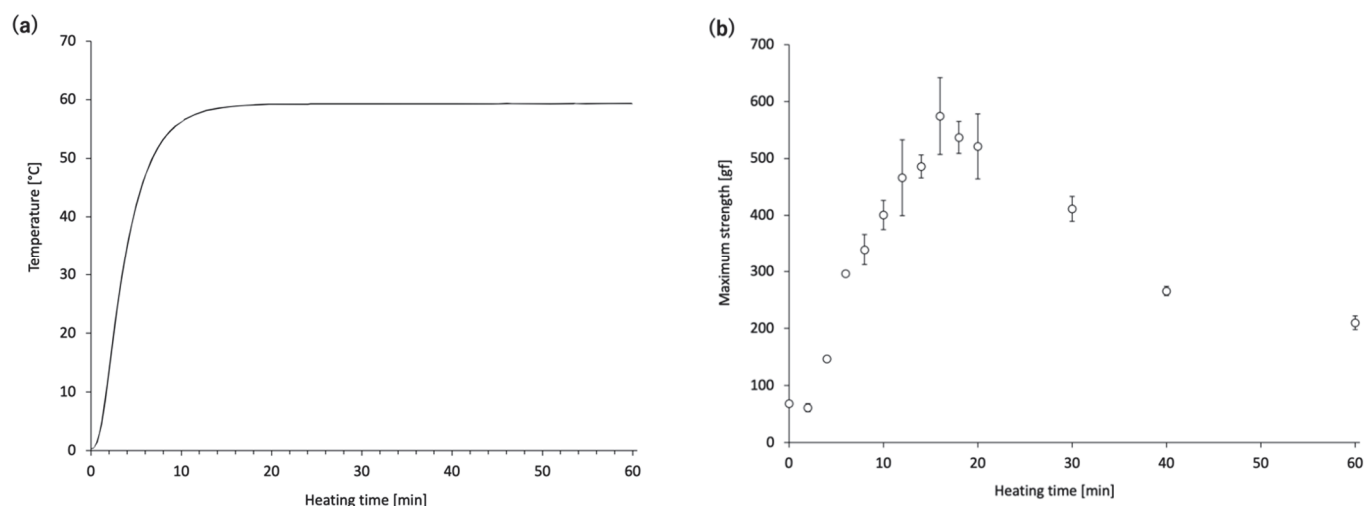 (a)
70
60
50
40
30
20
10
0
Temperature [°C]
0 10 20 30 40 50 60
Heating time [min]
(b)
700
600
500
400
300
200
100
0
Maximum strength [gf]
0 10 20 30 40 50 60
Heating time [min]